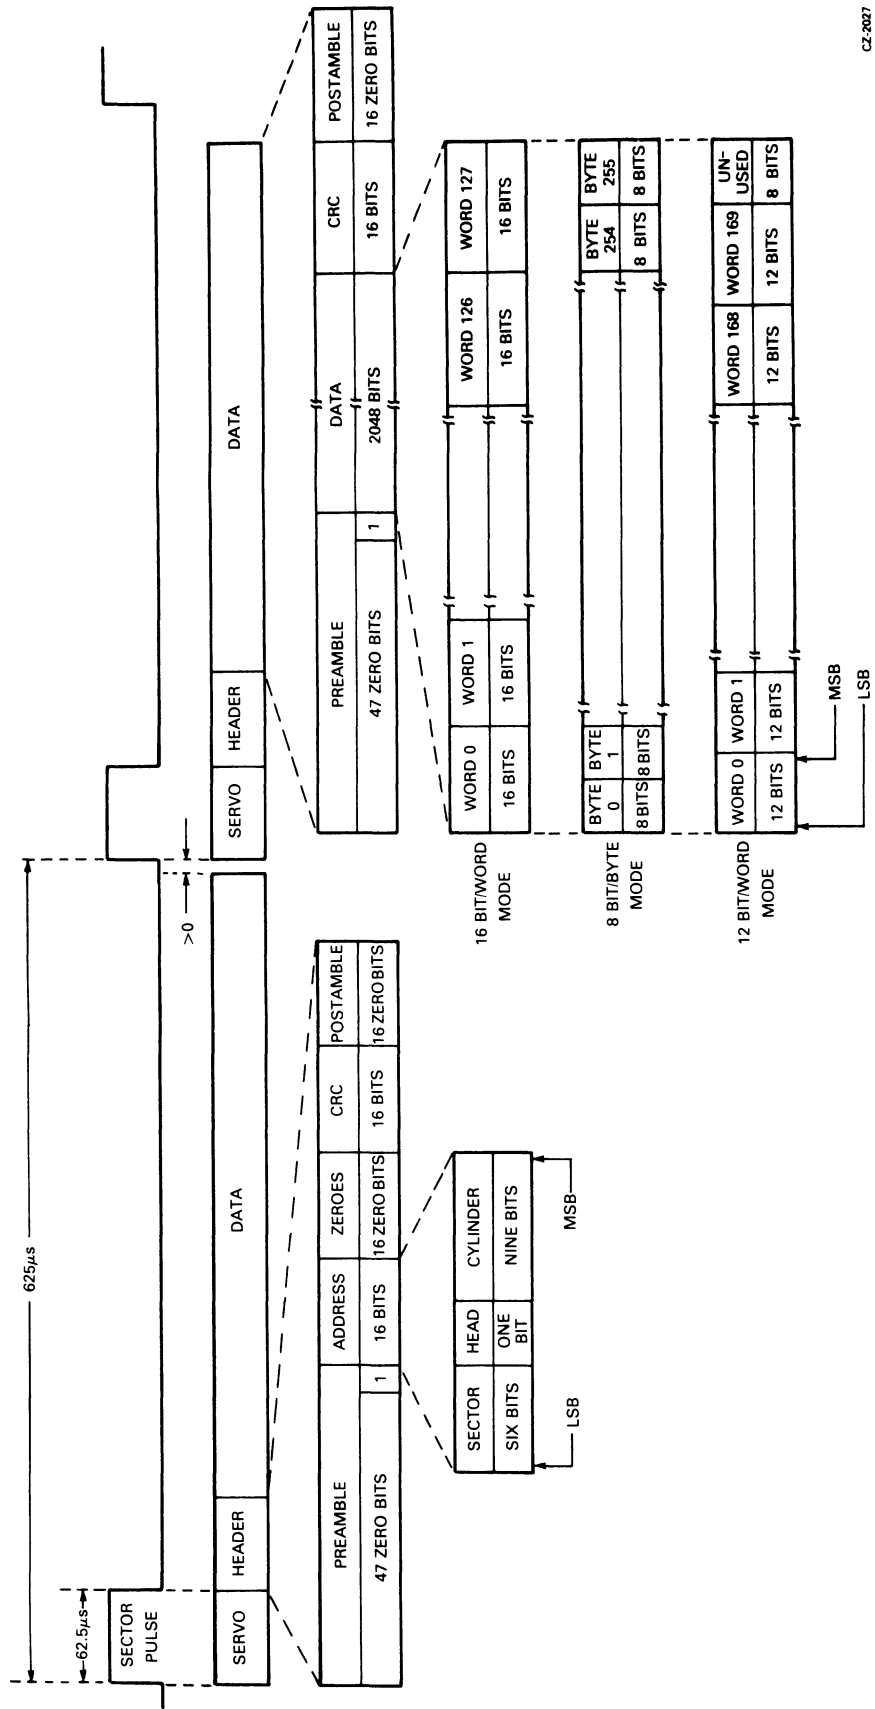 625µs
62.5µs
SECTOR
PULSE
>0
SERVO
HEADER
DATA
SERVO
HEADER
DATA
PREAMBLE
ADDRESS
ZEROES
CRC
POSTAMBLE
47 ZERO BITS
1
16 BITS
16 ZERO BITS
16 BITS
16 ZERO BITS
SECTOR
HEAD
CYLINDER
SIX BITS
ONE
BIT
NINE BITS
LSB
MSB
PREAMBLE
DATA
CRC
POSTAMBLE
47 ZERO BITS
1
2048 BITS
16 BITS
16 ZERO BITS
16 BIT/WORD
MODE
WORD 0
WORD 1
WORD 126
WORD 127
16 BITS
16 BITS
16 BITS
16 BITS
8 BIT/BYTE
MODE
BYTE
0
BYTE
1
BYTE
254
BYTE
255
8 BITS
8 BITS
8 BITS
8 BITS
12 BIT/WORD
MODE
WORD 0
WORD 1
WORD 168
WORD 169
UN-
USED
12 BITS
12 BITS
12 BITS
12 BITS
8 BITS
MSB
LSB
CZ-2027